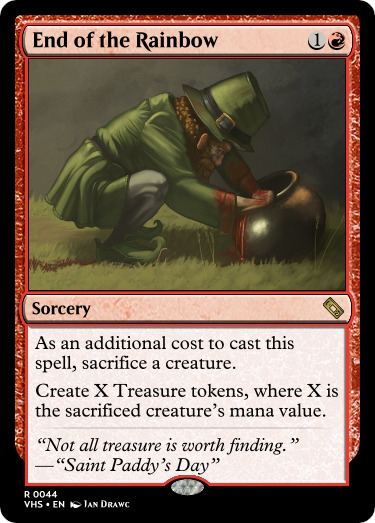 End of the Rainbow 1
Sorcery
As an additional cost to cast this
spell, sacrifice a creature.
Create X Treasure tokens, where X is
the sacrificed creature's mana value.
“Not all treasure is worth finding.”
—“Saint Paddy's Day”
R 0044
VHS • EN Jan Drawc